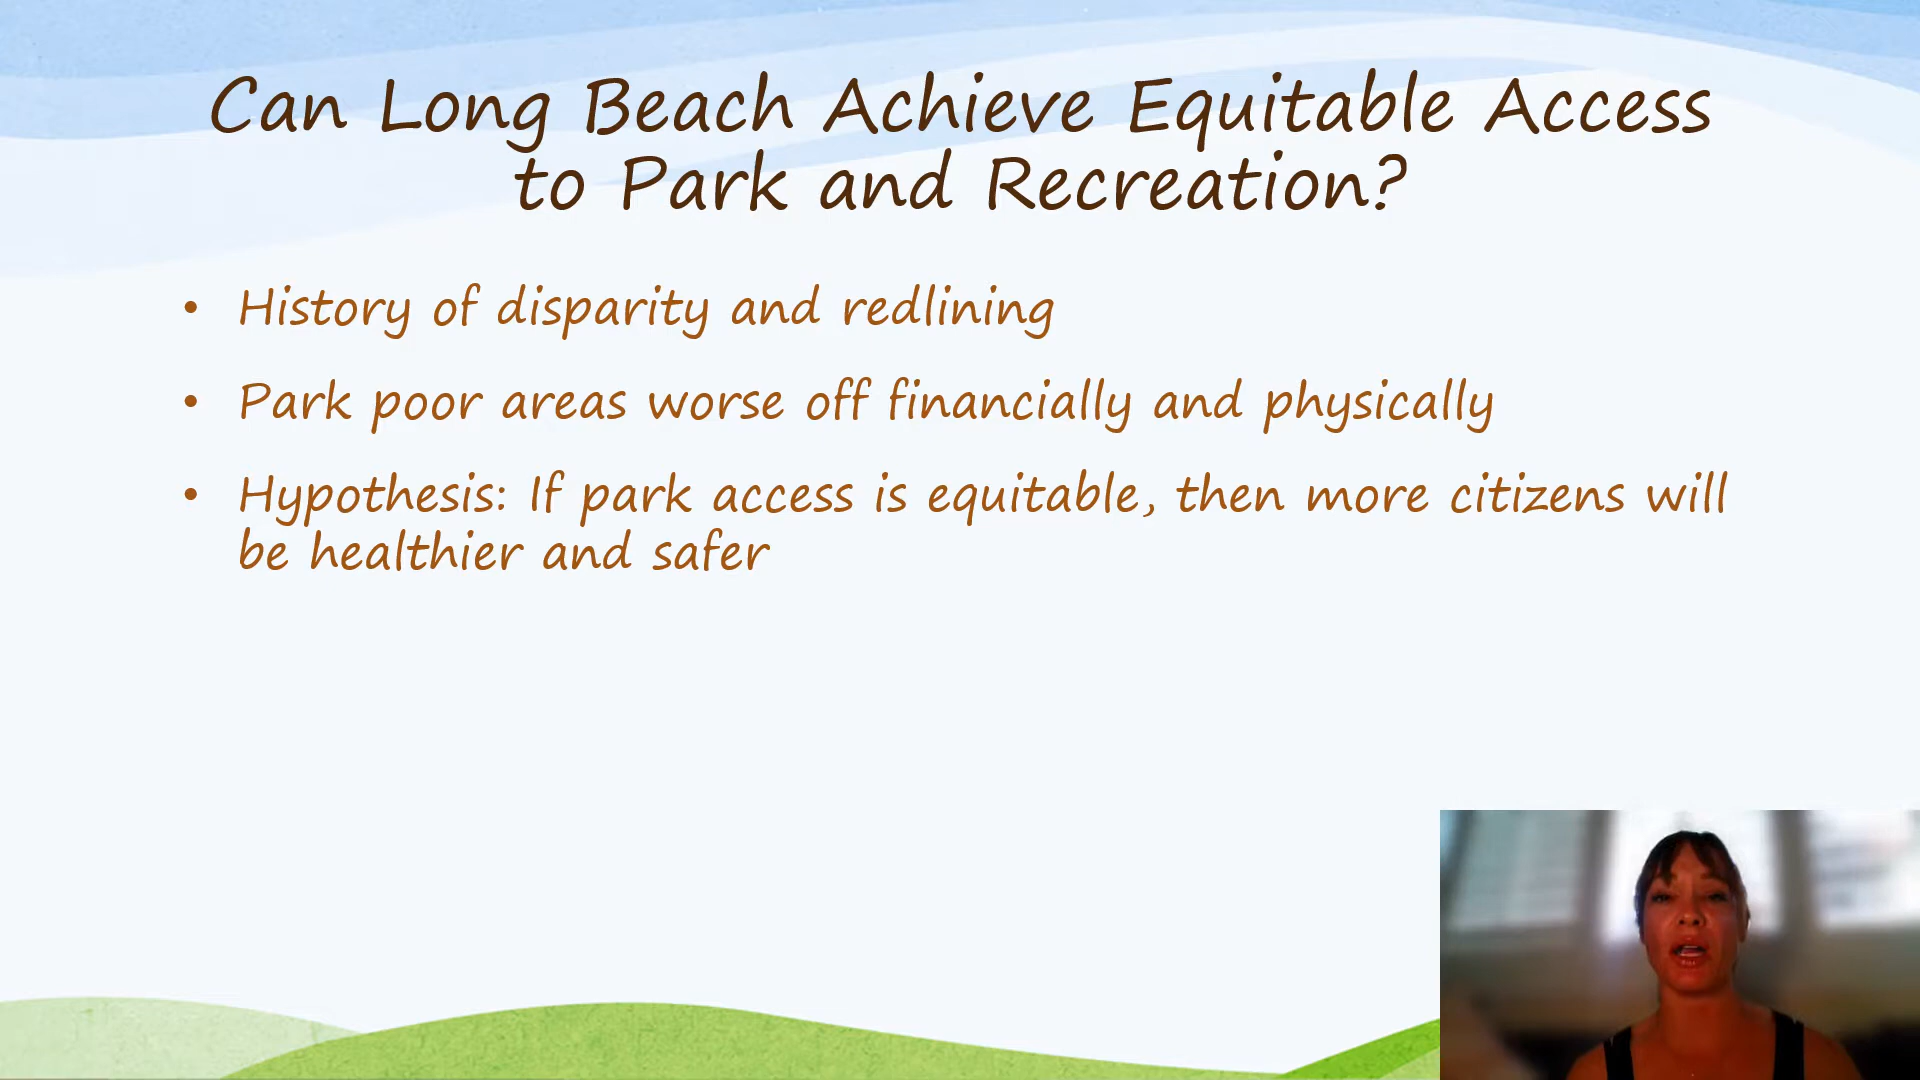 Can Long Beach Achieve Equitable Access
to Park and Recreation?
• History of disparity and redlining
• Park poor areas worse off financially and physically
• Hypothesis: If park access is equitable, then more citizens will
be healthier and safer